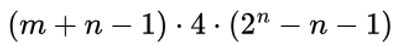 (m + n − 1) · 4 · (2ⁿ − n − 1)